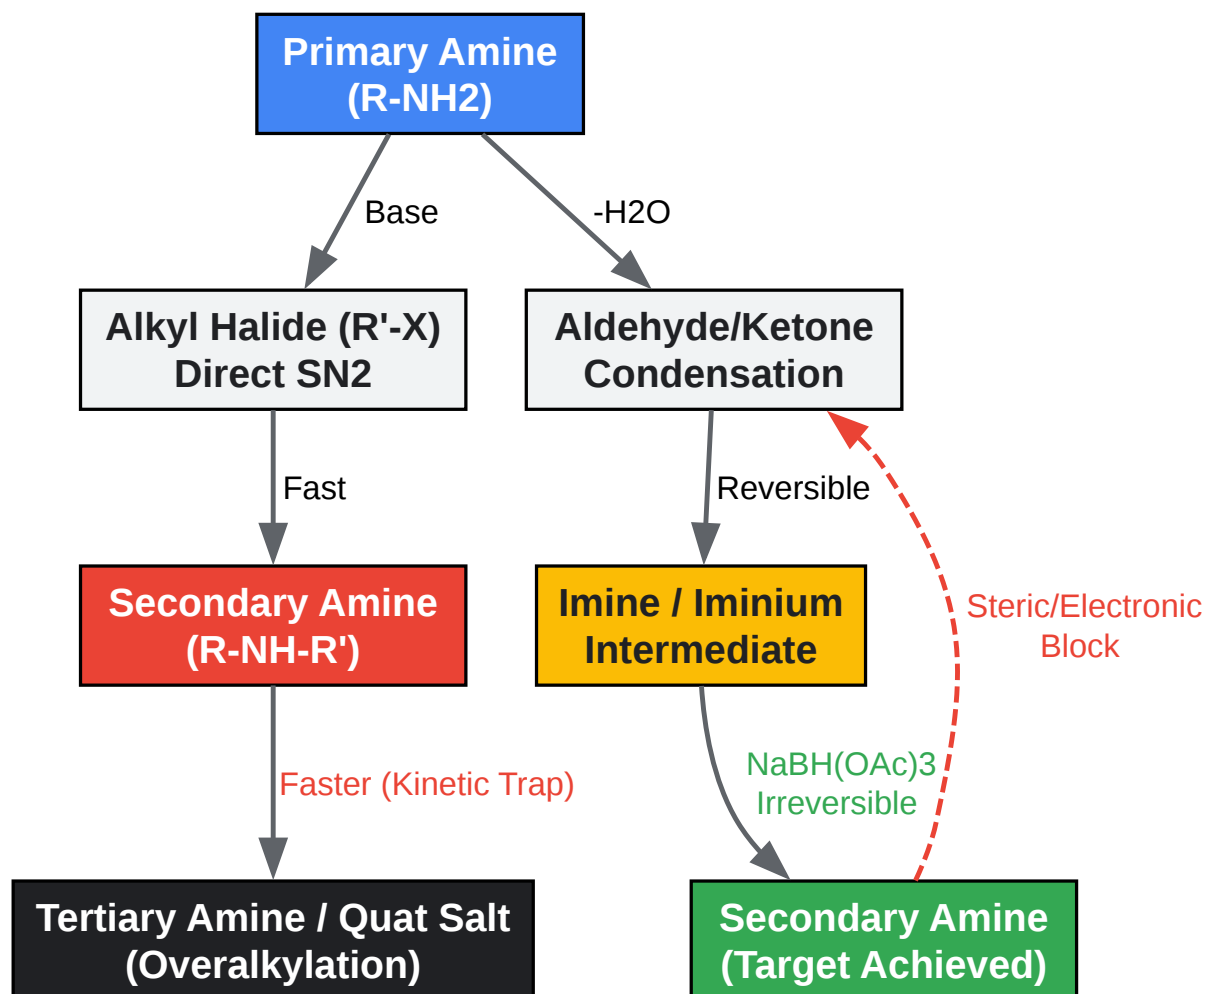 Primary Amine
(R-NH2)
Base
-H2O
Alkyl Halide (R'-X)
Direct SN2
Aldehyde/Ketone
Condensation
Fast
Reversible
Secondary Amine
(R-NH-R')
Imine / Iminium
Intermediate
Steric/Electronic
Block
Faster (Kinetic Trap)
NaBH(OAc)3
Irreversible
Tertiary Amine / Quat Salt
(Overalkylation)
Secondary Amine
(Target Achieved)